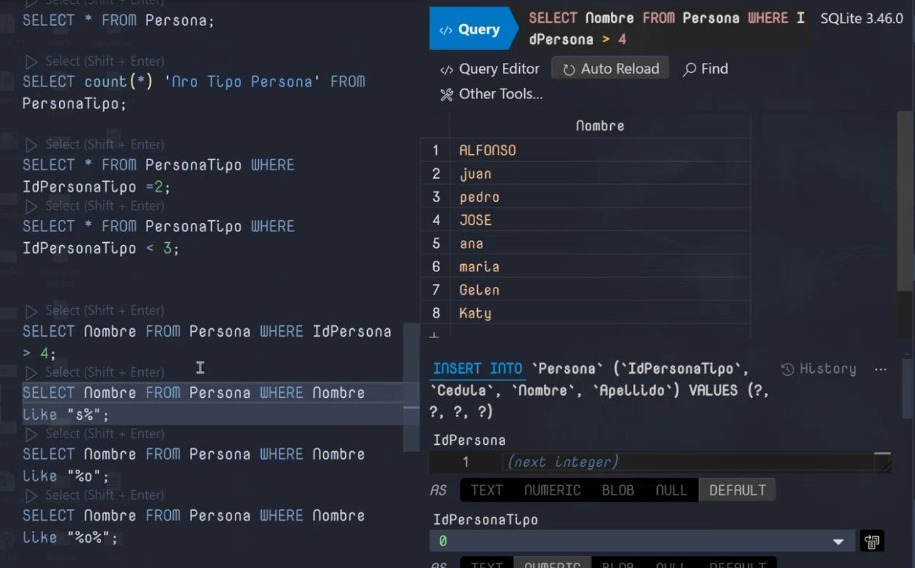 SELECT * FROM Persona;
Select (Shift + Enter)
SELECT count(*) 'Nro Tipo Persona' FROM
PersonaTipo;
Select (Shift + Enter)
SELECT * FROM PersonaTipo WHERE
IdPersonaTipo =2;
Select (Shift + Enter)
SELECT * FROM PersonaTipo WHERE
IdPersonaTipo < 3;
Select (Shift + Enter)
SELECT Nombre FROM Persona WHERE IdPersona
> 4;
Select (Shift + Enter)
SELECT Nombre FROM Persona WHERE Nombre
like "s%";
Select (Shift + Enter)
SELECT Nombre FROM Persona WHERE Nombre
like "%o";
Select (Shift + Enter)
SELECT Nombre FROM Persona WHERE Nombre
like "%o%";
</> Query
SELECT Nombre FROM Persona WHERE I
dPersona > 4
SQLite 3.46.0
</> Query Editor
Auto Reload
Find
Other Tools...
Nombre
1 ALFONSO
2 juan
3 pedro
4 JOSE
5 ana
6 maria
7 Gelen
8 Katy
+
INSERT INTO `Persona` (`IdPersonaTipo`,
`Cedula`, `Nombre`, `Apellido`) VALUES (?,
?, ?, ?)
History ...
IdPersona
1 (next integer)
AS TEXT NUMERIC BLOB NULL DEFAULT
IdPersonaTipo
0
AS TEXT NUMERIC BLOB NULL DEFAULT